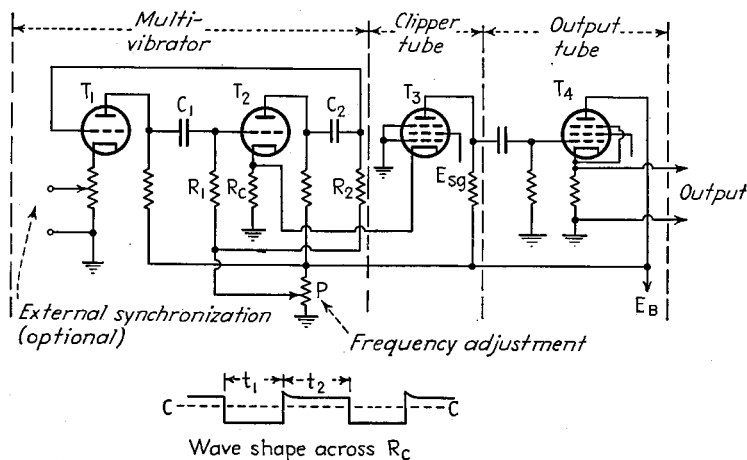 Multi-
vibrator
Clipper
tube
Output
tube
T1
C1
T2
C2
T3
T4
R1
RC
R2
Esg
Output
P
EB
External synchronization
(optional)
Frequency adjustment
t1
t2
C
C
Wave shape across RC